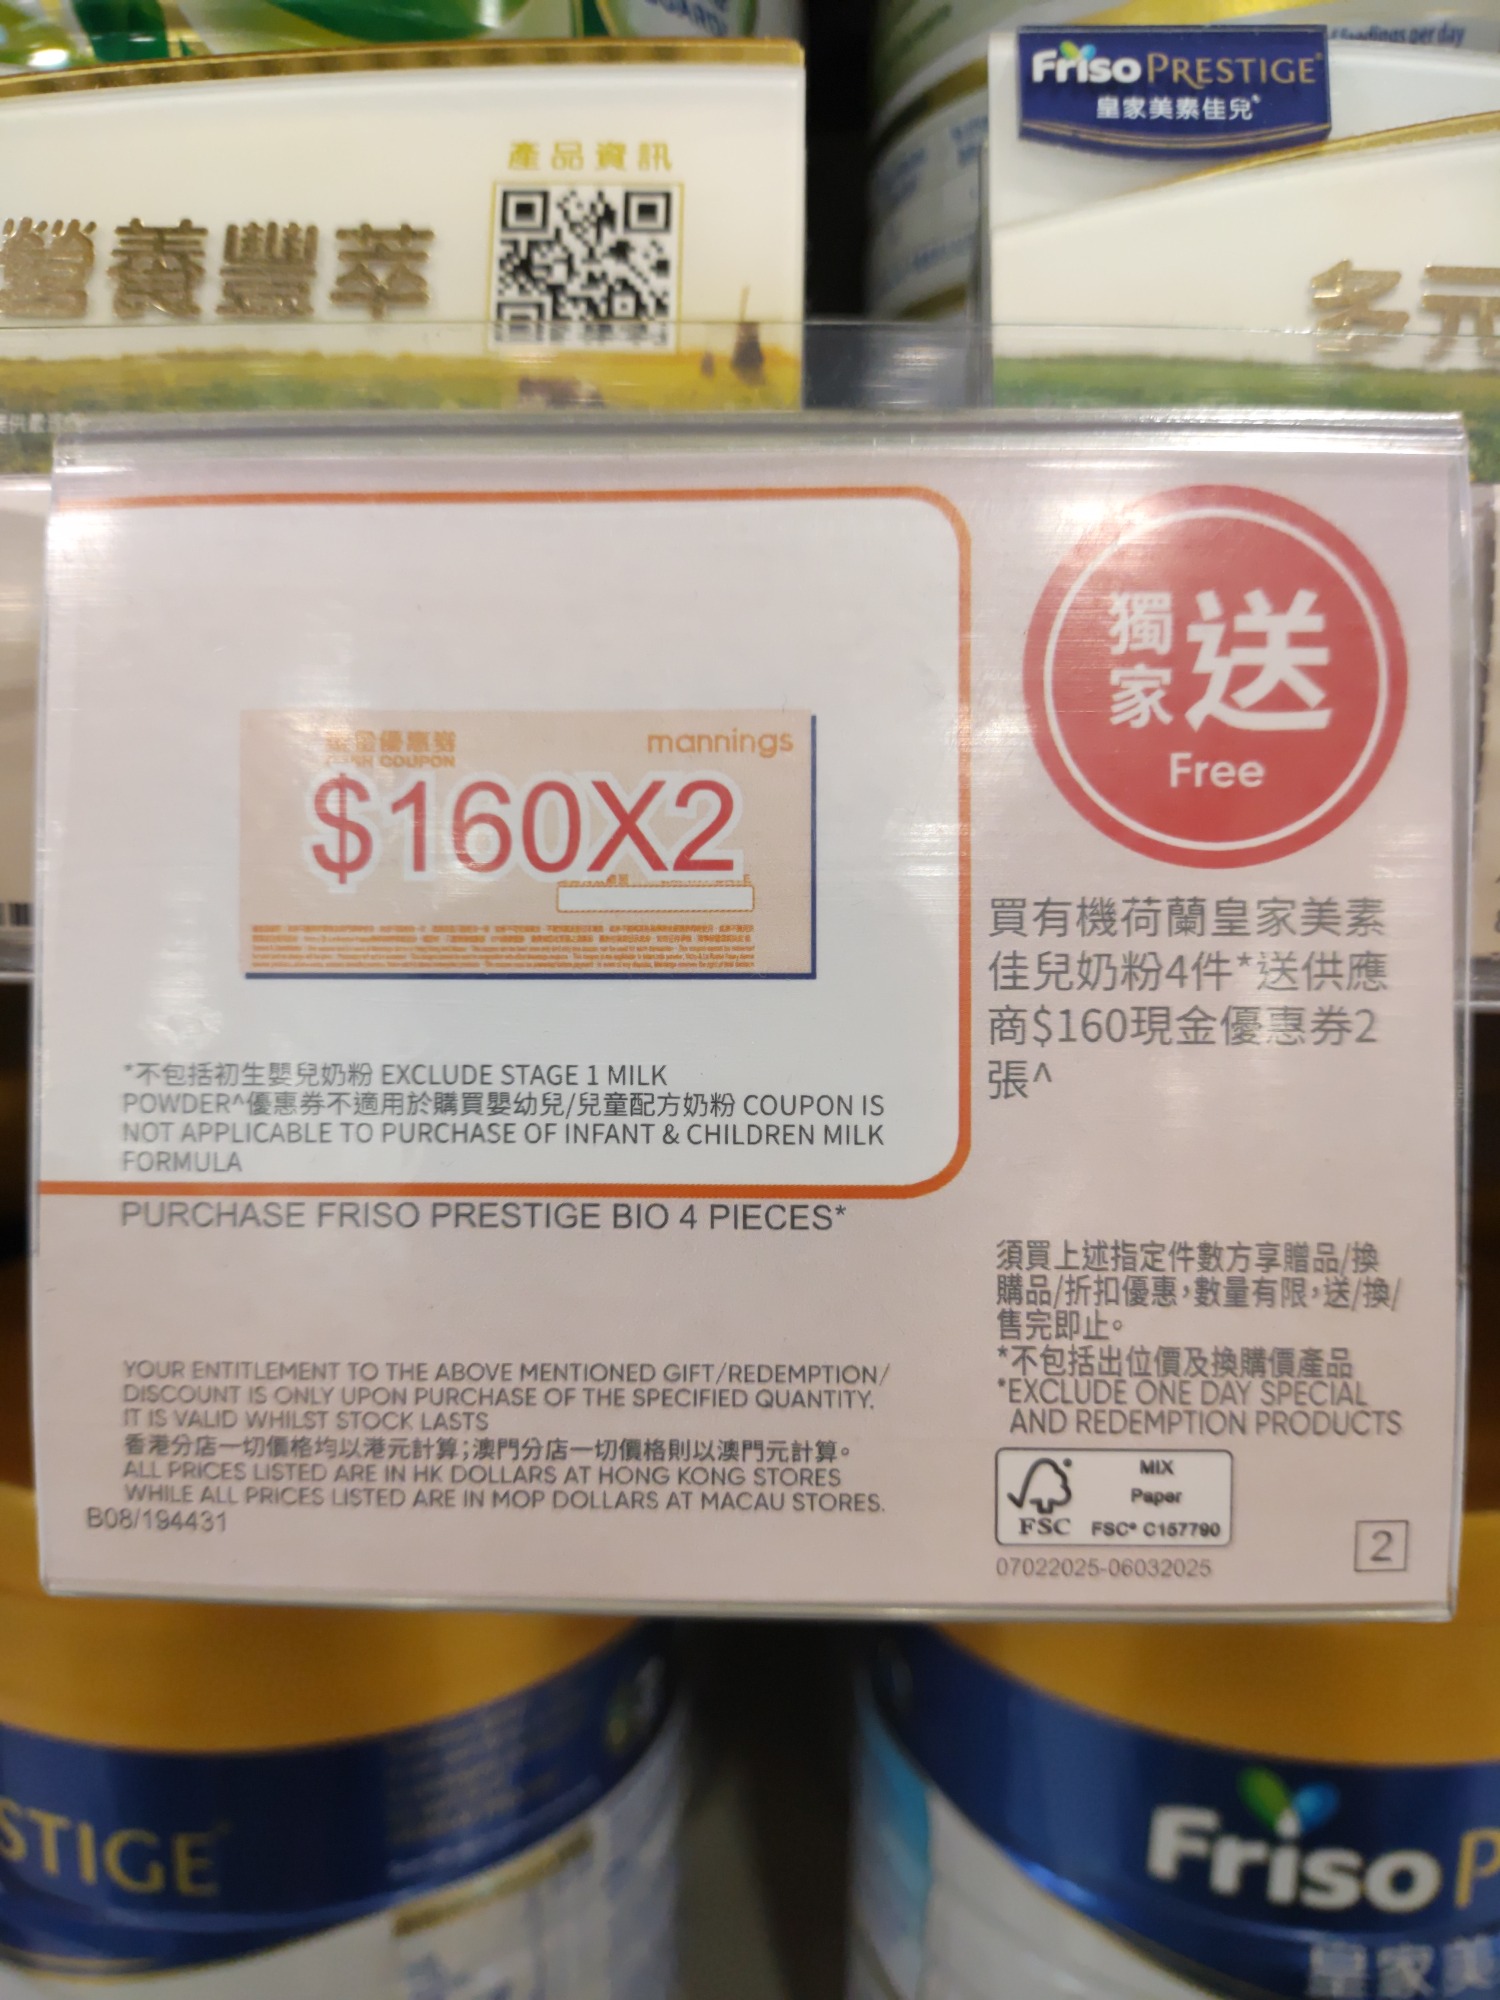 Friso PRESTIGE
皇家美素佳兒
產品資訊
營養豐萃
多元
獨家送
Free
現金優惠券
CASH COUPON
mannings
$160X2
買有機荷蘭皇家美素
佳兒奶粉4件*送供應
商$160現金優惠券2
張^
*不包括初生嬰兒奶粉 EXCLUDE STAGE 1 MILK
POWDER^優惠券不適用於購買嬰幼兒/兒童配方奶粉 COUPON IS
NOT APPLICABLE TO PURCHASE OF INFANT & CHILDREN MILK
FORMULA
PURCHASE FRISO PRESTIGE BIO 4 PIECES*
須買上述指定件數方享贈品/換
購品/折扣優惠，數量有限，送/換/
售完即止。
*不包括出位價及換購價產品
*EXCLUDE ONE DAY SPECIAL
AND REDEMPTION PRODUCTS
YOUR ENTITLEMENT TO THE ABOVE MENTIONED GIFT/REDEMPTION/
DISCOUNT IS ONLY UPON PURCHASE OF THE SPECIFIED QUANTITY.
IT IS VALID WHILST STOCK LASTS
香港分店一切價格均以港元計算；澳門分店一切價格則以澳門元計算。
ALL PRICES LISTED ARE IN HK DOLLARS AT HONG KONG STORES
WHILE ALL PRICES LISTED ARE IN MOP DOLLARS AT MACAU STORES.
B08/194431
MIX
Paper
FSC
FSC® C157790
07022025-06032025
2
STIGE
Friso P
皇家美